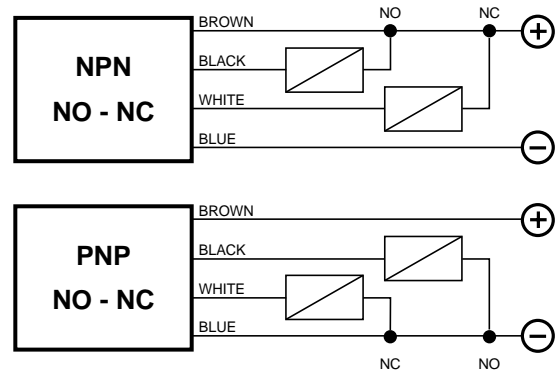 NO NC
BROWN
+
NPN
BLACK
WHITE
NO - NC
BLUE
−
BROWN
+
PNP
BLACK
WHITE
NO - NC
BLUE
−
NC NO